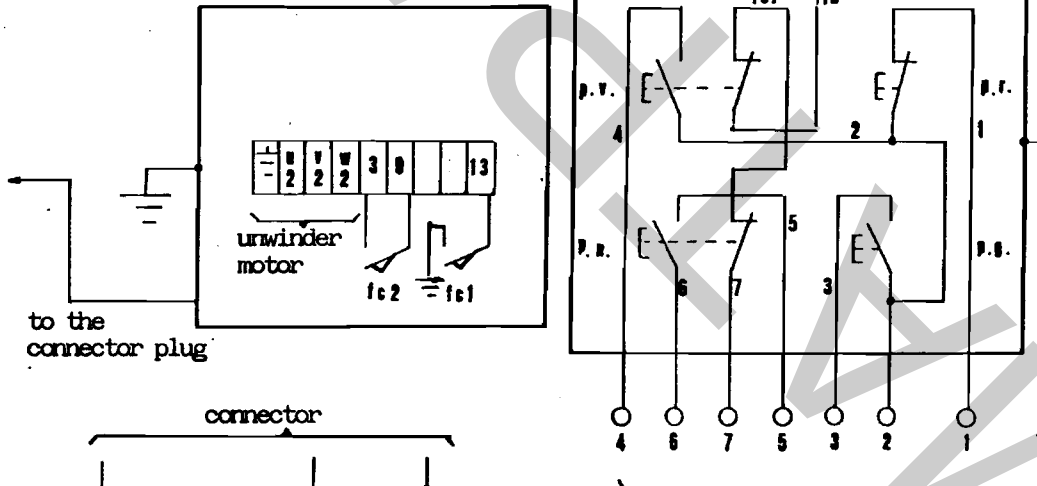 u 2 v 2 w 2 3 9 13
unwinder
motor
fc2 fc1
to the
connector plug
connector
p.v. p.r.
4 2 1
5
6 7 3
4 6 7 5 3 2 1